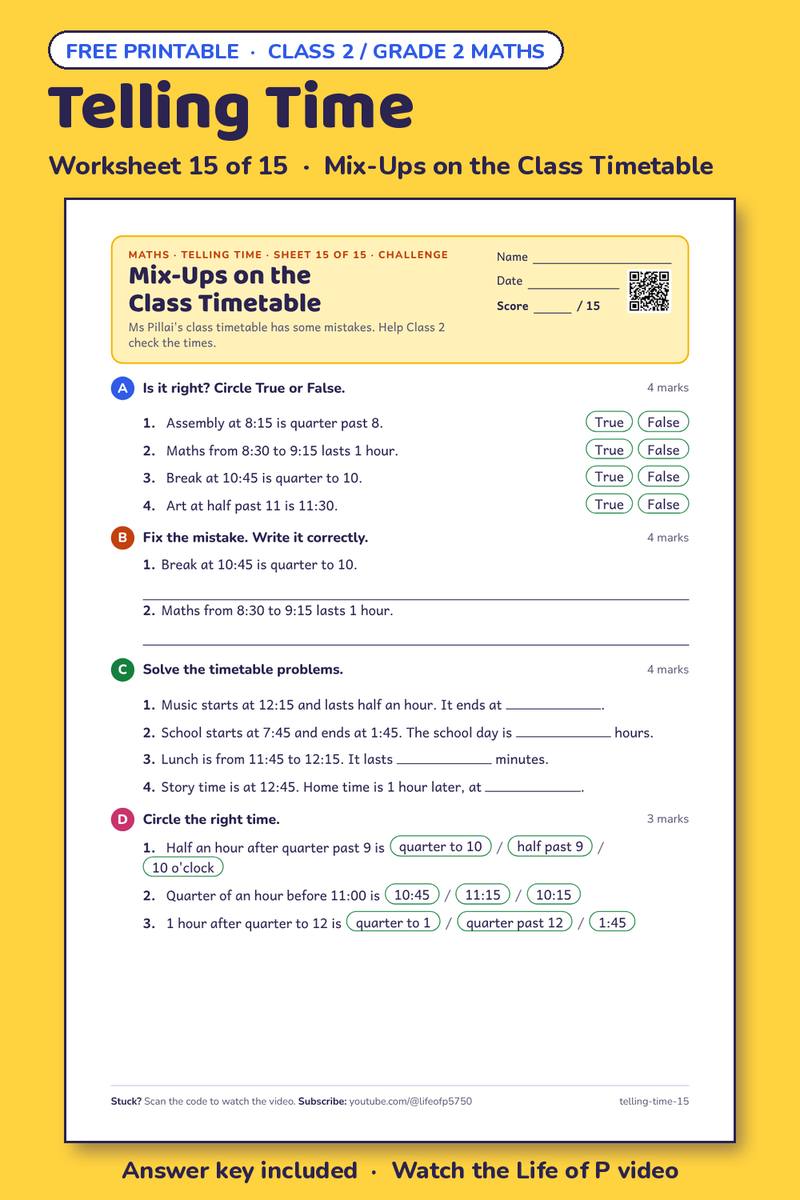 FREE PRINTABLE · CLASS 2 / GRADE 2 MATHS
Telling Time
Worksheet 15 of 15 · Mix-Ups on the Class Timetable
MATHS · TELLING TIME · SHEET 15 OF 15 · CHALLENGE
Mix-Ups on the
Class Timetable
Ms Pillai's class timetable has some mistakes. Help Class 2
check the times.
Name
Date
Score / 15
A Is it right? Circle True or False. 4 marks
1. Assembly at 8:15 is quarter past 8. True False
2. Maths from 8:30 to 9:15 lasts 1 hour. True False
3. Break at 10:45 is quarter to 10. True False
4. Art at half past 11 is 11:30. True False
B Fix the mistake. Write it correctly. 4 marks
1. Break at 10:45 is quarter to 10.
2. Maths from 8:30 to 9:15 lasts 1 hour.
C Solve the timetable problems. 4 marks
1. Music starts at 12:15 and lasts half an hour. It ends at ____________.
2. School starts at 7:45 and ends at 1:45. The school day is ____________ hours.
3. Lunch is from 11:45 to 12:15. It lasts ____________ minutes.
4. Story time is at 12:45. Home time is 1 hour later, at ____________.
D Circle the right time. 3 marks
1. Half an hour after quarter past 9 is quarter to 10 / half past 9 /
10 o'clock
2. Quarter of an hour before 11:00 is 10:45 / 11:15 / 10:15
3. 1 hour after quarter to 12 is quarter to 1 / quarter past 12 / 1:45
Stuck? Scan the code to watch the video. Subscribe: youtube.com/@lifeofp5750
telling-time-15
Answer key included · Watch the Life of P video